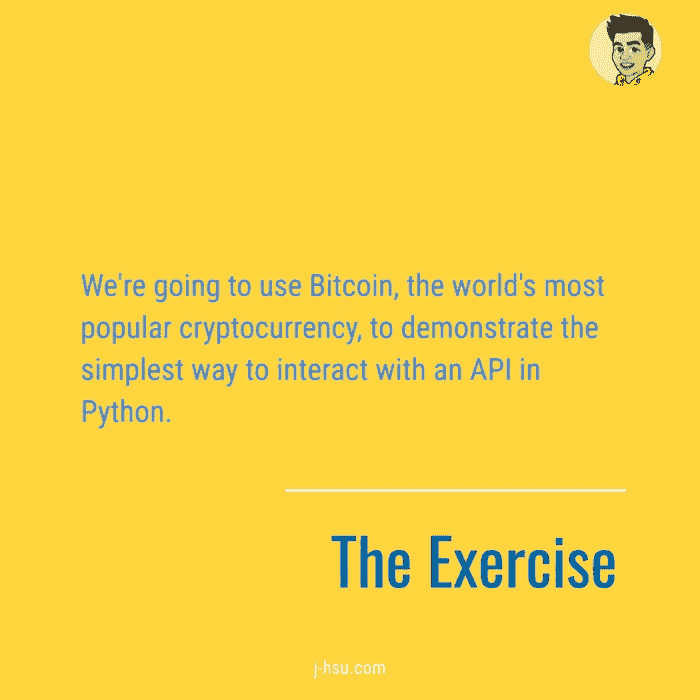 We're going to use Bitcoin, the world's most
popular cryptocurrency, to demonstrate the
simplest way to interact with an API in
Python.
The Exercise
j-hsu.com